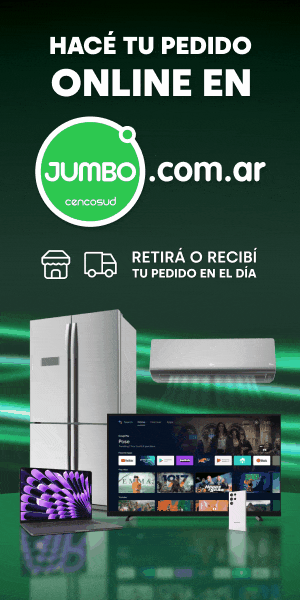 HACÉ TU PEDIDO
ONLINE EN
JUMBO.com.ar
cencosud
RETIRÁ O RECIBÍ
TU PEDIDO EN EL DÍA